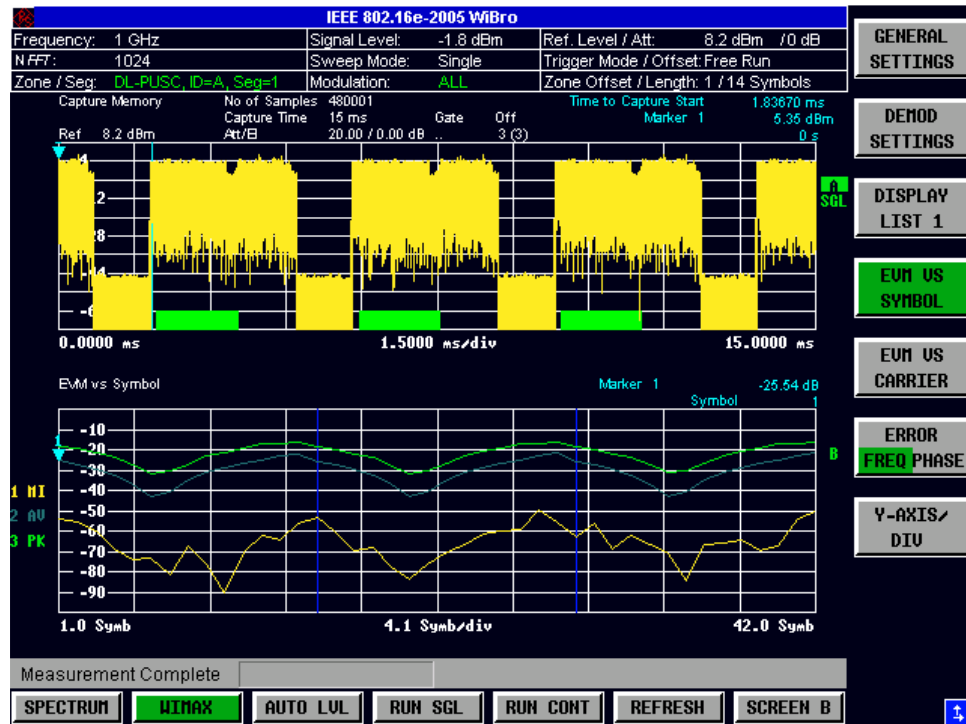 IEEE 802.16e-2005 WiBro
Frequency: 1 GHz Signal Level: -1.8 dBm Ref. Level / Att: 8.2 dBm /0 dB
NFFT: 1024 Sweep Mode: Single Trigger Mode / Offset: Free Run
Zone / Seg: DL-PUSC, ID=A, Seg=1 Modulation: ALL Zone Offset / Length: 1 / 14 Symbols
Capture Memory No of Samples 480001 Time to Capture Start 1.83670 ms
Capture Time 15 ms Gate Off Marker 1 5.35 dBm
Ref 8.2 dBm Att/El 20.00 / 0.00 dB .. 3 (3) 0 s
A
SGL
0.0000 ms 1.5000 ms/div 15.0000 ms
EVM vs Symbol Marker 1 -25.54 dB
Symbol 1
-10
1
-20
B
-30
-40
1 MI
-50
2 AV
-60
3 PK
-70
-80
-90
1.0 Symb 4.1 Symb/div 42.0 Symb
Measurement Complete
SPECTRUM WIMAX AUTO LVL RUN SGL RUN CONT REFRESH SCREEN B
GENERAL
SETTINGS
DEMOD
SETTINGS
DISPLAY
LIST 1
EVM VS
SYMBOL
EVM VS
CARRIER
ERROR
FREQ PHASE
Y-AXIS/
DIV